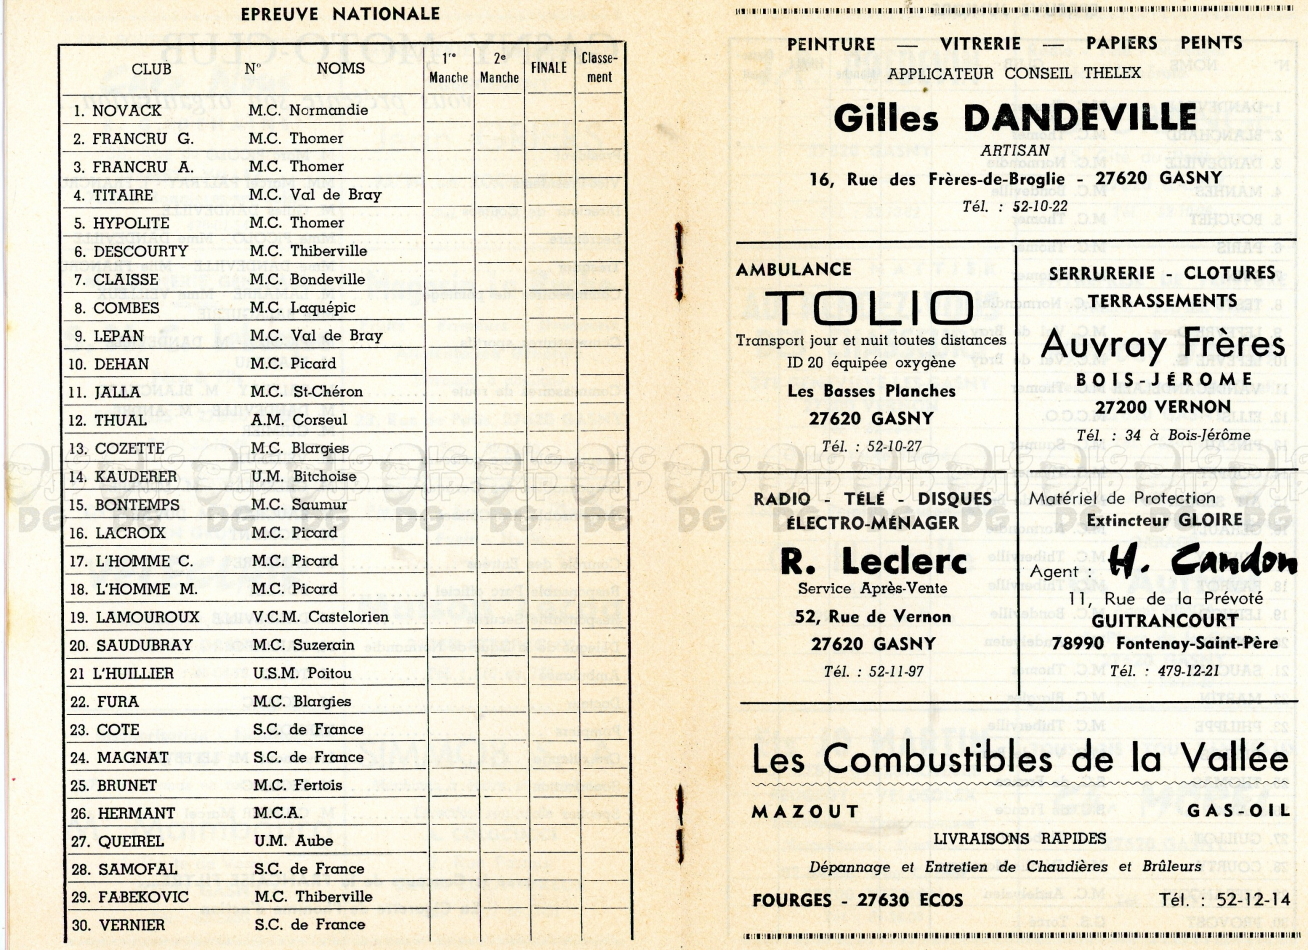 EPREUVE NATIONALE
CLUB N° NOMS 1re Manche 2e Manche FINALE Classe-ment
1. NOVACK M.C. Normandie
2. FRANCRU G. M.C. Thomer
3. FRANCRU A. M.C. Thomer
4. TITAIRE M.C. Val de Bray
5. HYPOLITE M.C. Thomer
6. DESCOURTY M.C. Thiberville
7. CLAISSE M.C. Bondeville
8. COMBES M.C. Laquépic
9. LEPAN M.C. Val de Bray
10. DEHAN M.C. Picard
11. JALLA M.C. St-Chéron
12. THUAL A.M. Corseul
13. COZETTE M.C. Blargies
14. KAUDERER U.M. Bitchoise
15. BONTEMPS M.C. Saumur
16. LACROIX M.C. Picard
17. L'HOMME C. M.C. Picard
18. L'HOMME M. M.C. Picard
19. LAMOUROUX V.C.M. Castelorien
20. SAUDUBRAY M.C. Suzerain
21 L'HUILLIER U.S.M. Poitou
22. FURA M.C. Blargies
23. COTE S.C. de France
24. MAGNAT S.C. de France
25. BRUNET M.C. Fertois
26. HERMANT M.C.A.
27. QUEIREL U.M. Aube
28. SAMOFAL S.C. de France
29. FABEKOVIC M.C. Thiberville
30. VERNIER S.C. de France
PEINTURE — VITRERIE — PAPIERS PEINTS
APPLICATEUR CONSEIL THELEX
Gilles DANDEVILLE
ARTISAN
16, Rue des Frères-de-Broglie - 27620 GASNY
Tél. : 52-10-22
AMBULANCE
TOLIO
Transport jour et nuit toutes distances
ID 20 équipée oxygène
Les Basses Planches
27620 GASNY
Tél. : 52-10-27
SERRURERIE - CLOTURES
TERRASSEMENTS
Auvray Frères
BOIS-JÉROME
27200 VERNON
Tél. : 34 à Bois-Jérôme
RADIO - TÉLÉ - DISQUES
ÉLECTRO-MÉNAGER
R. Leclerc
Service Après-Vente
52, Rue de Vernon
27620 GASNY
Tél. : 52-11-97
Matériel de Protection
Extincteur GLOIRE
Agent : H. Candon
11, Rue de la Prévoté
GUITRANCOURT
78990 Fontenay-Saint-Père
Tél. : 479-12-21
Les Combustibles de la Vallée
MAZOUT GAS-OIL
LIVRAISONS RAPIDES
Dépannage et Entretien de Chaudières et Brûleurs
FOURGES - 27630 ECOS Tél. : 52-12-14